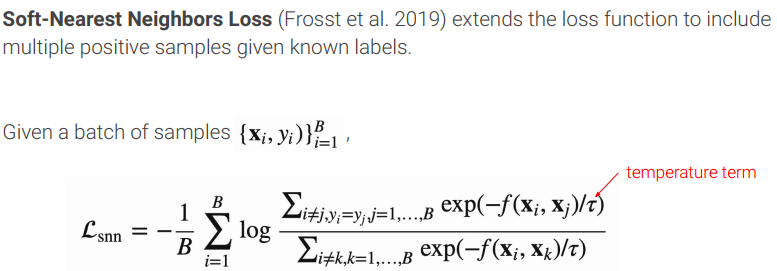 Soft-Nearest Neighbors Loss (Frosst et al. 2019) extends the loss function to include
multiple positive samples given known labels.
Given a batch of samples {𝐱ᵢ, yᵢ)}ᴮᵢ₌₁ ,
temperature term
ℒₛₙₙ = −1/B ∑ᴮᵢ₌₁ log (∑_{i≠j,yᵢ=yⱼ,j=1,…,B} exp(−f(𝐱ᵢ, 𝐱ⱼ)/τ)) / (∑_{i≠k,k=1,…,B} exp(−f(𝐱ᵢ, 𝐱ₖ)/τ))